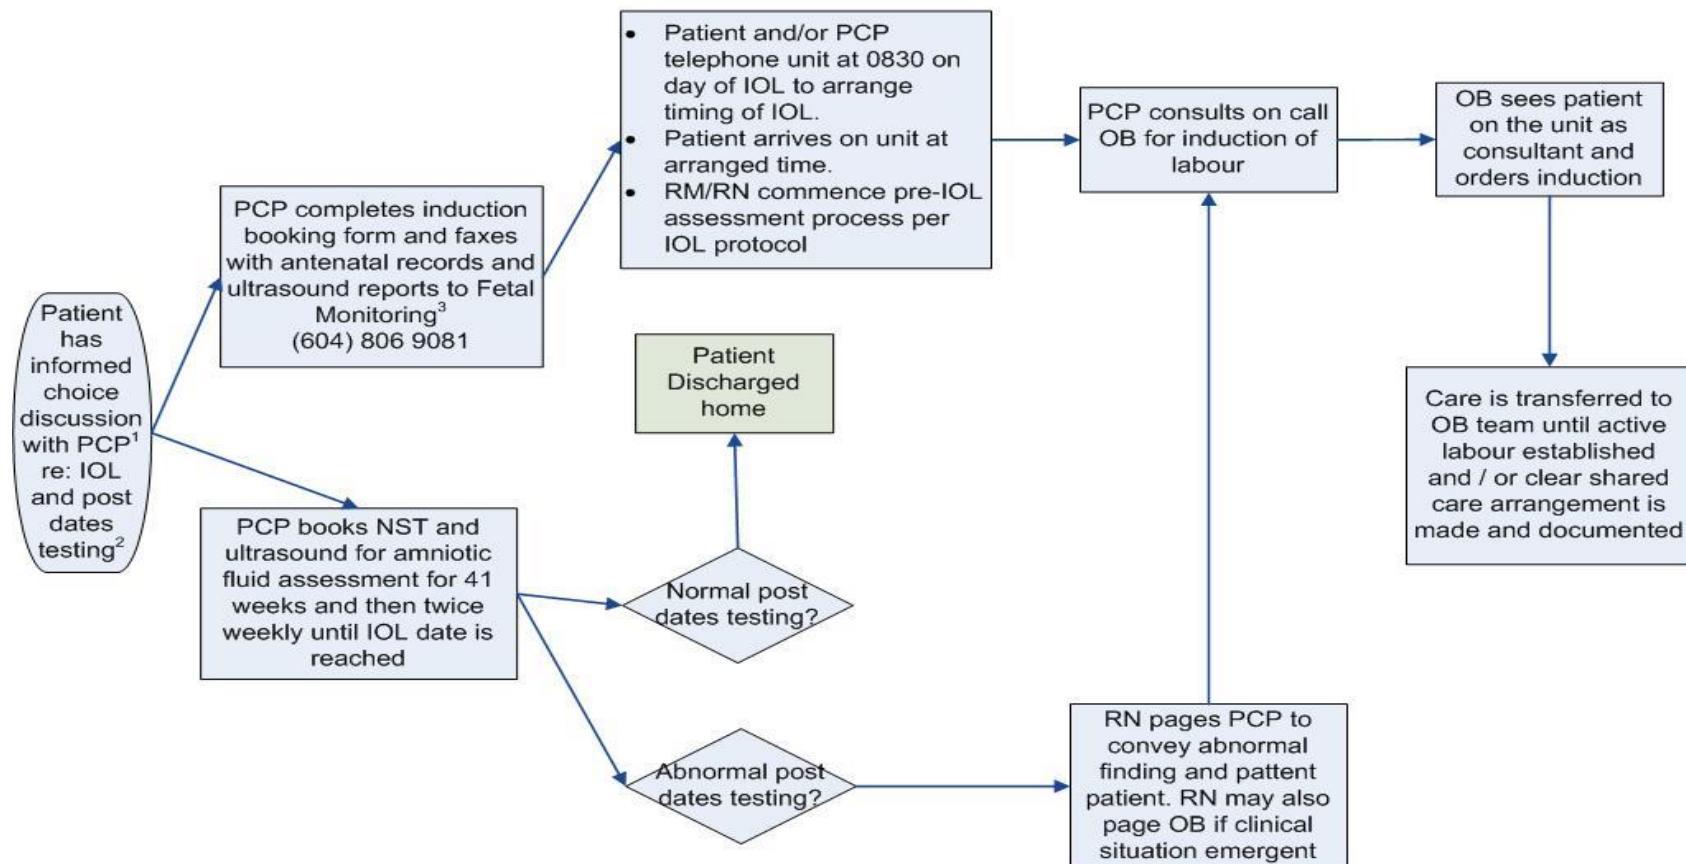 Patient
has
informed
choice
discussion
with PCP¹
re: IOL
and post
dates
testing²
PCP completes induction
booking form and faxes
with antenatal records and
ultrasound reports to Fetal
Monitoring³
(604) 806 9081
• Patient and/or PCP
telephone unit at 0830 on
day of IOL to arrange
timing of IOL.
• Patient arrives on unit at
arranged time.
• RM/RN commence pre-IOL
assessment process per
IOL protocol
PCP consults on call
OB for induction of
labour
OB sees patient
on the unit as
consultant and
orders induction
Care is transferred to
OB team until active
labour established
and / or clear shared
care arrangement is
made and documented
Patient
Discharged
home
PCP books NST and
ultrasound for amniotic
fluid assessment for 41
weeks and then twice
weekly until IOL date is
reached
Normal post
dates testing?
Abnormal post
dates testing?
RN pages PCP to
convey abnormal
finding and pattent
patient. RN may also
page OB if clinical
situation emergent